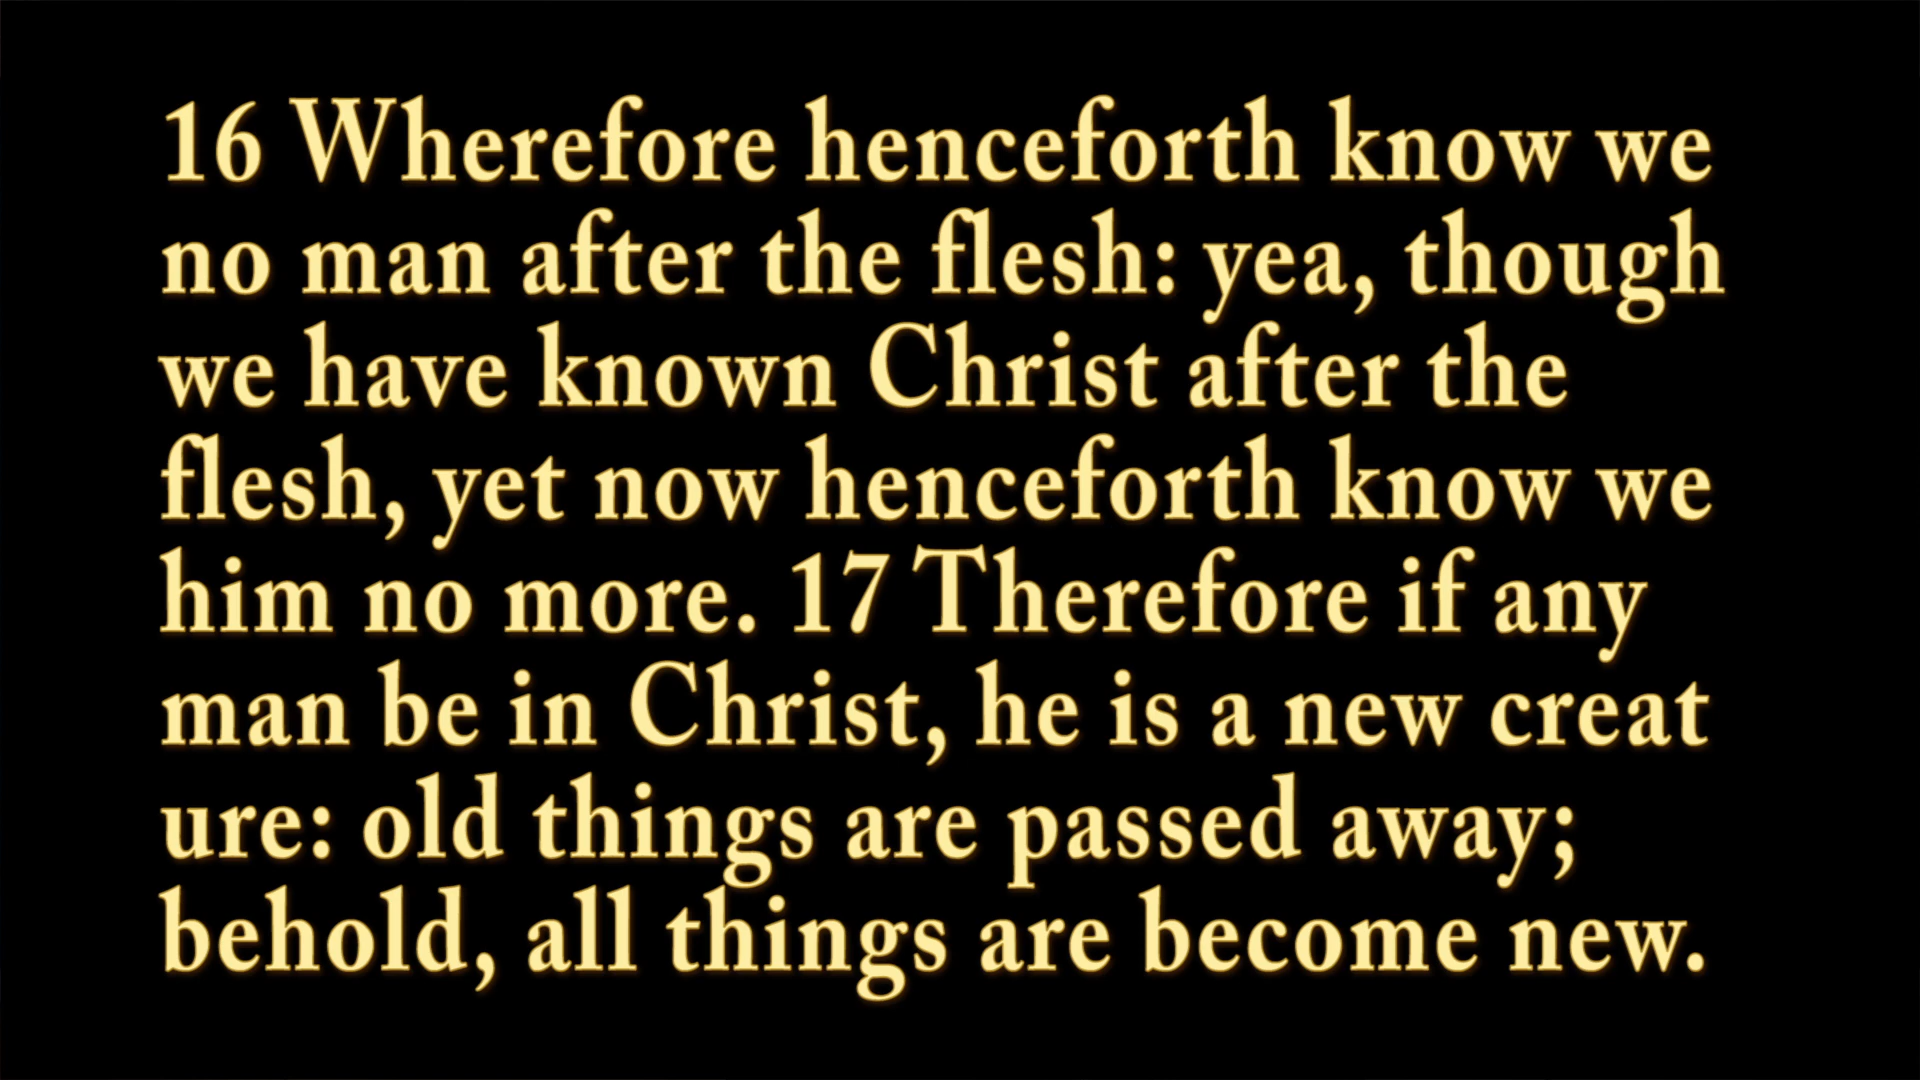 16 Wherefore henceforth know we
no man after the flesh: yea, though
we have known Christ after the
flesh, yet now henceforth know we
him no more. 17 Therefore if any
man be in Christ, he is a new creat
ure: old things are passed away;
behold, all things are become new.